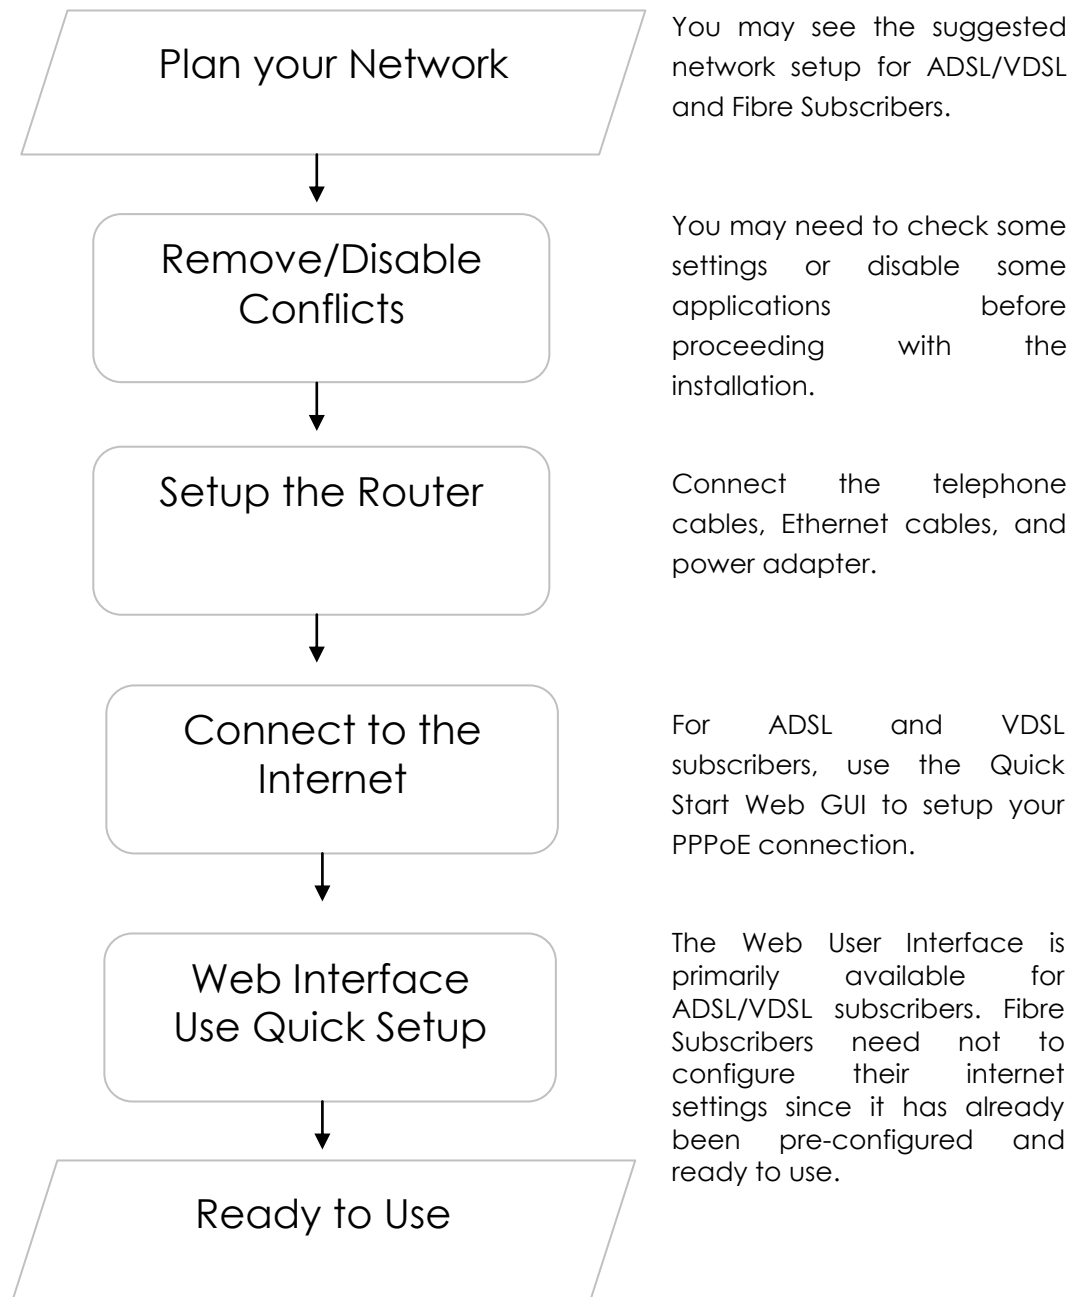 Plan your Network
You may see the suggested
network setup for ADSL/VDSL
and Fibre Subscribers.
Remove/Disable
Conflicts
You may need to check some
settings or disable some
applications before
proceeding with the
installation.
Setup the Router
Connect the telephone
cables, Ethernet cables, and
power adapter.
Connect to the
Internet
For ADSL and VDSL
subscribers, use the Quick
Start Web GUI to setup your
PPPoE connection.
Web Interface
Use Quick Setup
The Web User Interface is
primarily available for
ADSL/VDSL subscribers. Fibre
Subscribers need not to
configure their internet
settings since it has already
been pre-configured and
ready to use.
Ready to Use